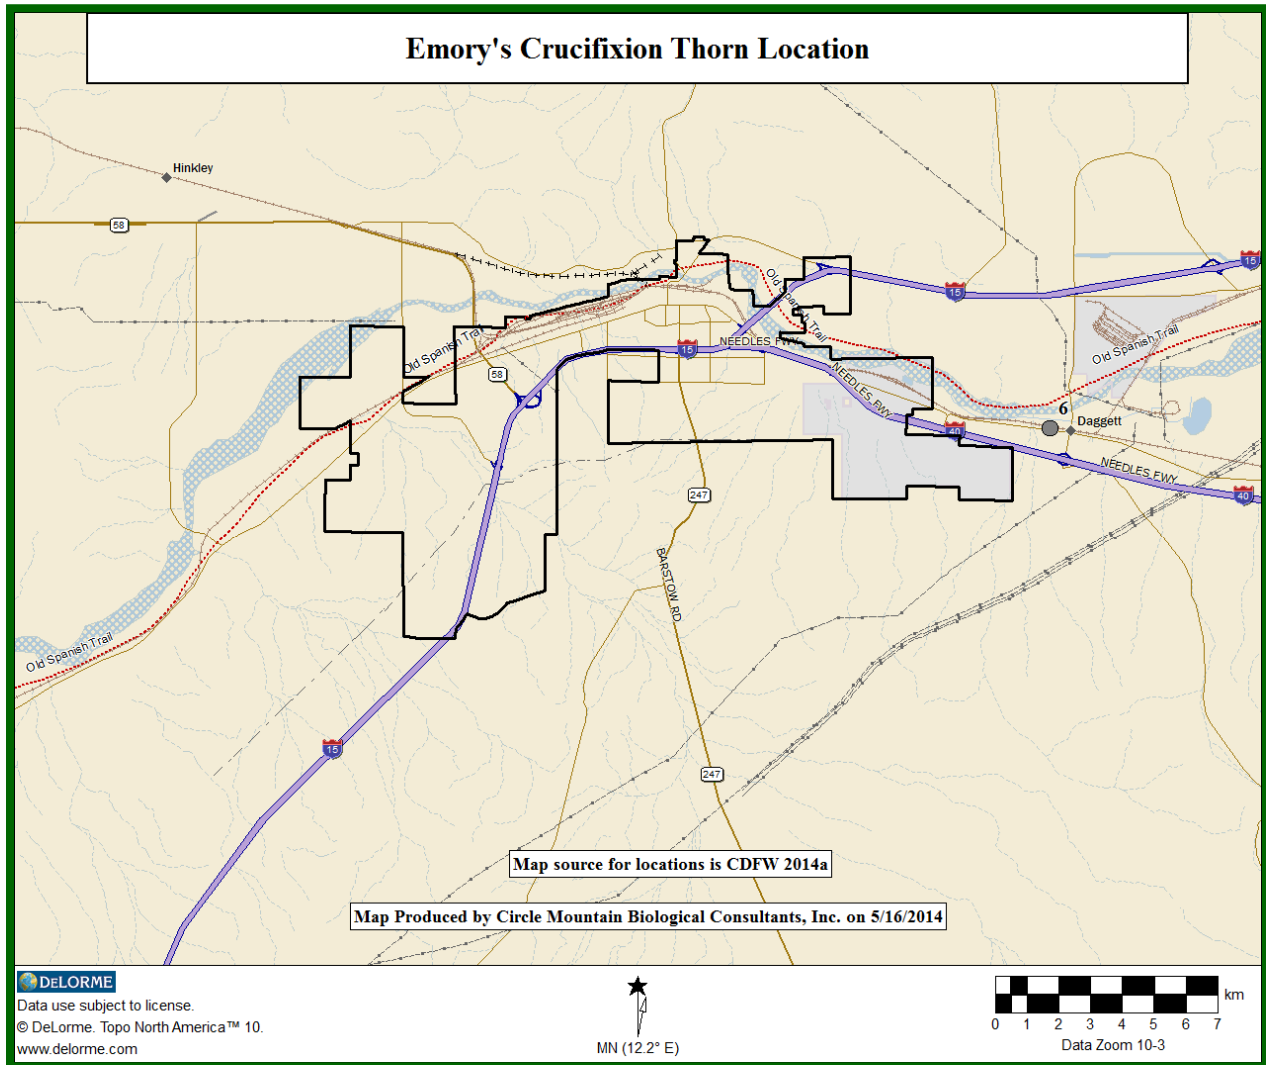 Emory's Crucifixion Thorn Location
Hinkley
58
15
Old Spanish Trail
15
Old Spanish Trail
Old Spanish Trail
NEEDLES FWY
15
58
NEEDLES FWY
6
Daggett
40
NEEDLES FWY
40
247
BARSTOW RD
Old Spanish Trail
15
247
Map source for locations is CDFW 2014a
Map Produced by Circle Mountain Biological Consultants, Inc. on 5/16/2014
DELORME
Data use subject to license.
© DeLorme. Topo North America™ 10.
www.delorme.com
MN (12.2° E)
km
0 1 2 3 4 5 6 7
Data Zoom 10-3